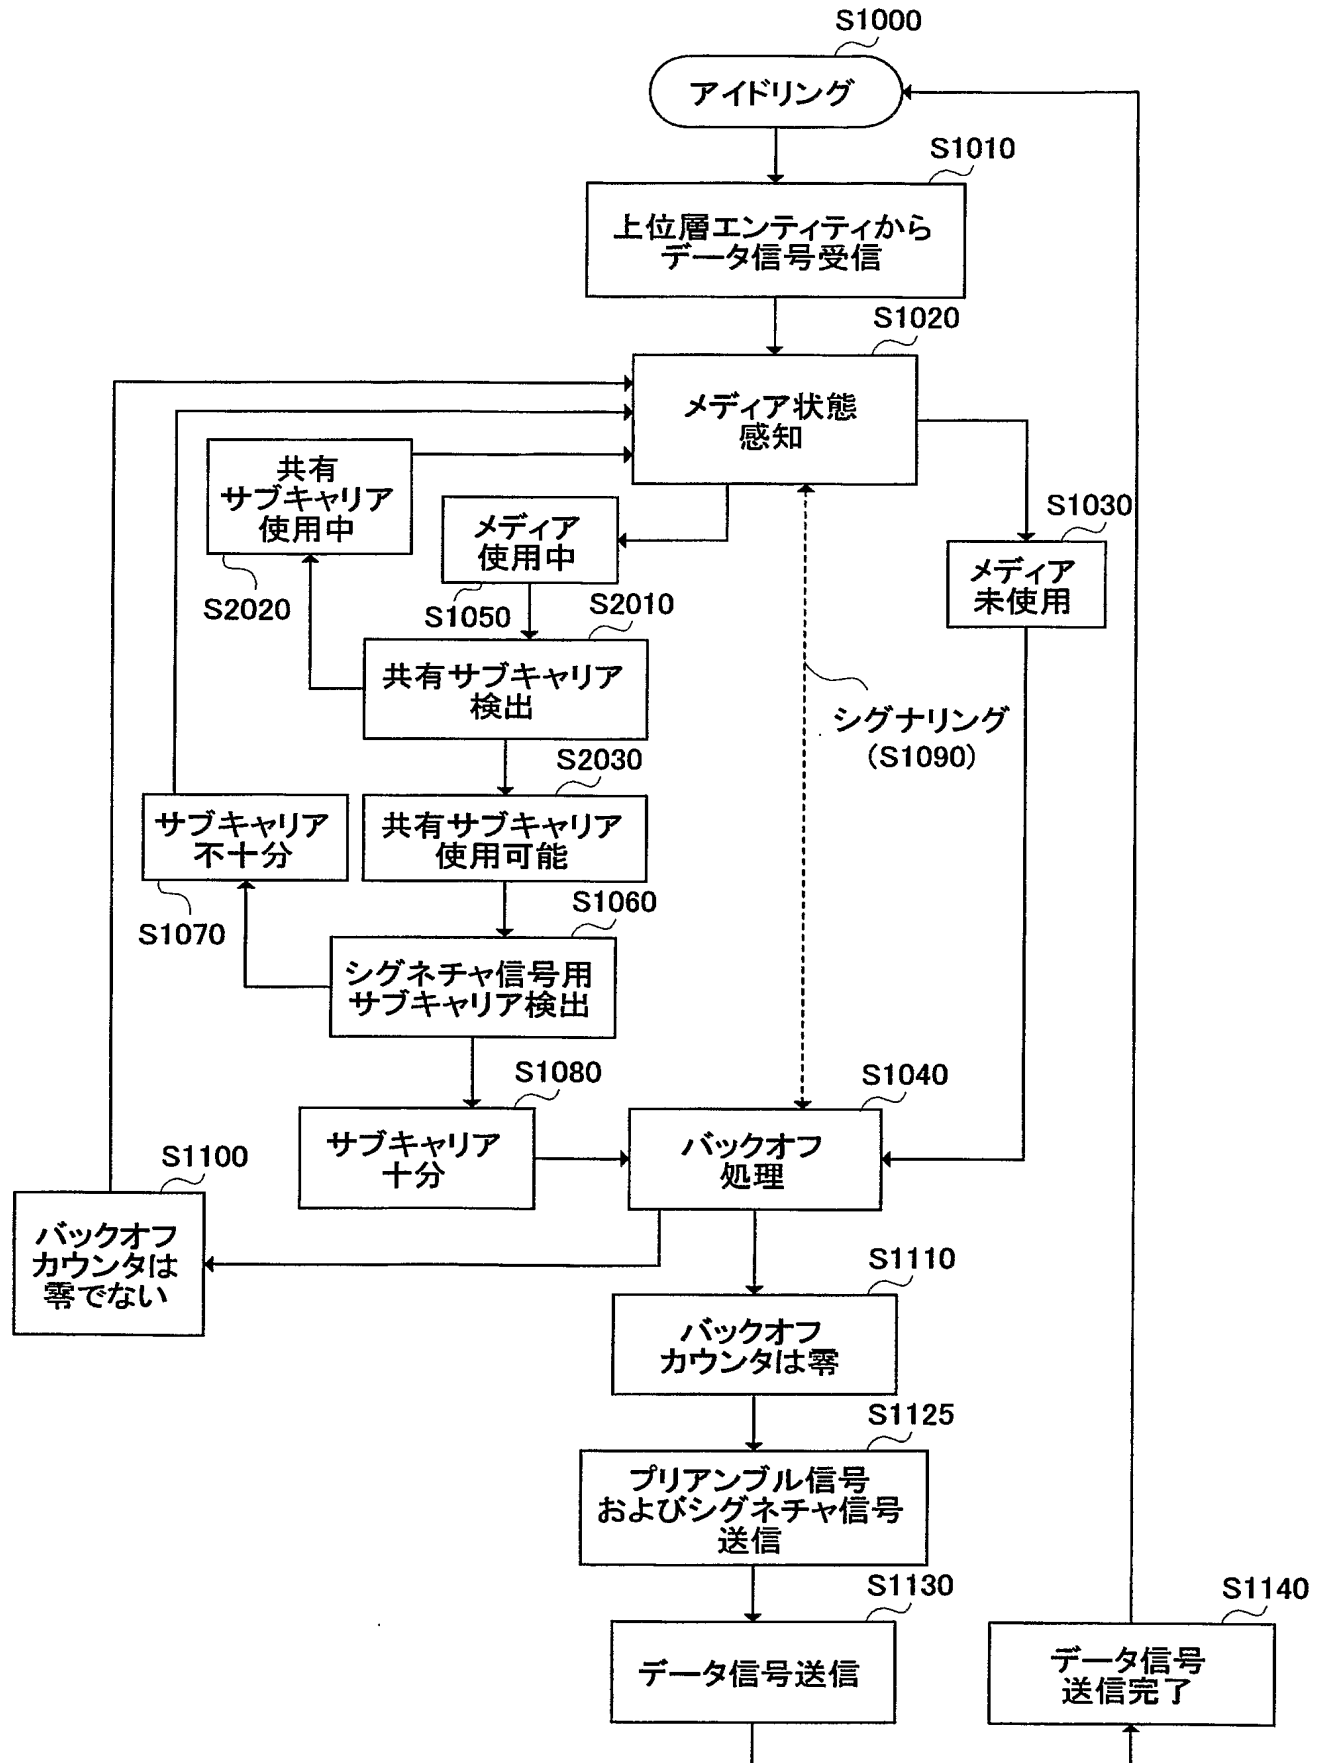 S1000
アイドリング
S1010
上位層エンティティから
データ信号受信
S1020
メディア状態
感知
共有
サブキャリア
使用中
S2020
メディア
使用中
S1050
S1030
メディア
未使用
S2010
共有サブキャリア
検出
シグナリング
(S1090)
S2030
共有サブキャリア
使用可能
サブキャリア
不十分
S1070
S1060
シグネチャ信号用
サブキャリア検出
S1080
サブキャリア
十分
S1040
バックオフ
処理
S1100
バックオフ
カウンタは
零でない
S1110
バックオフ
カウンタは零
S1125
プリアンブル信号
およびシグネチャ信号
送信
S1130
データ信号送信
S1140
データ信号
送信完了